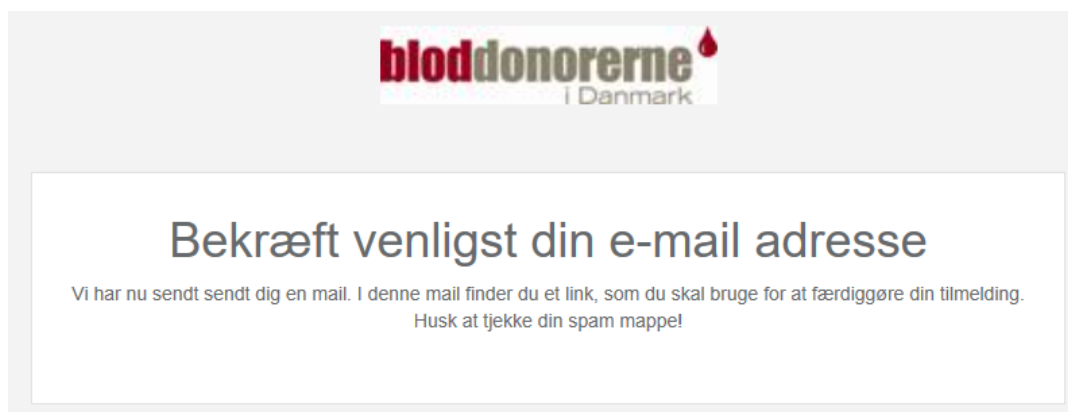 bloddonorerne
i Danmark
Bekræft venligst din e-mail adresse
Vi har nu sendt sendt dig en mail. I denne mail finder du et link, som du skal bruge for at færdiggøre din tilmelding.
Husk at tjekke din spam mappe!